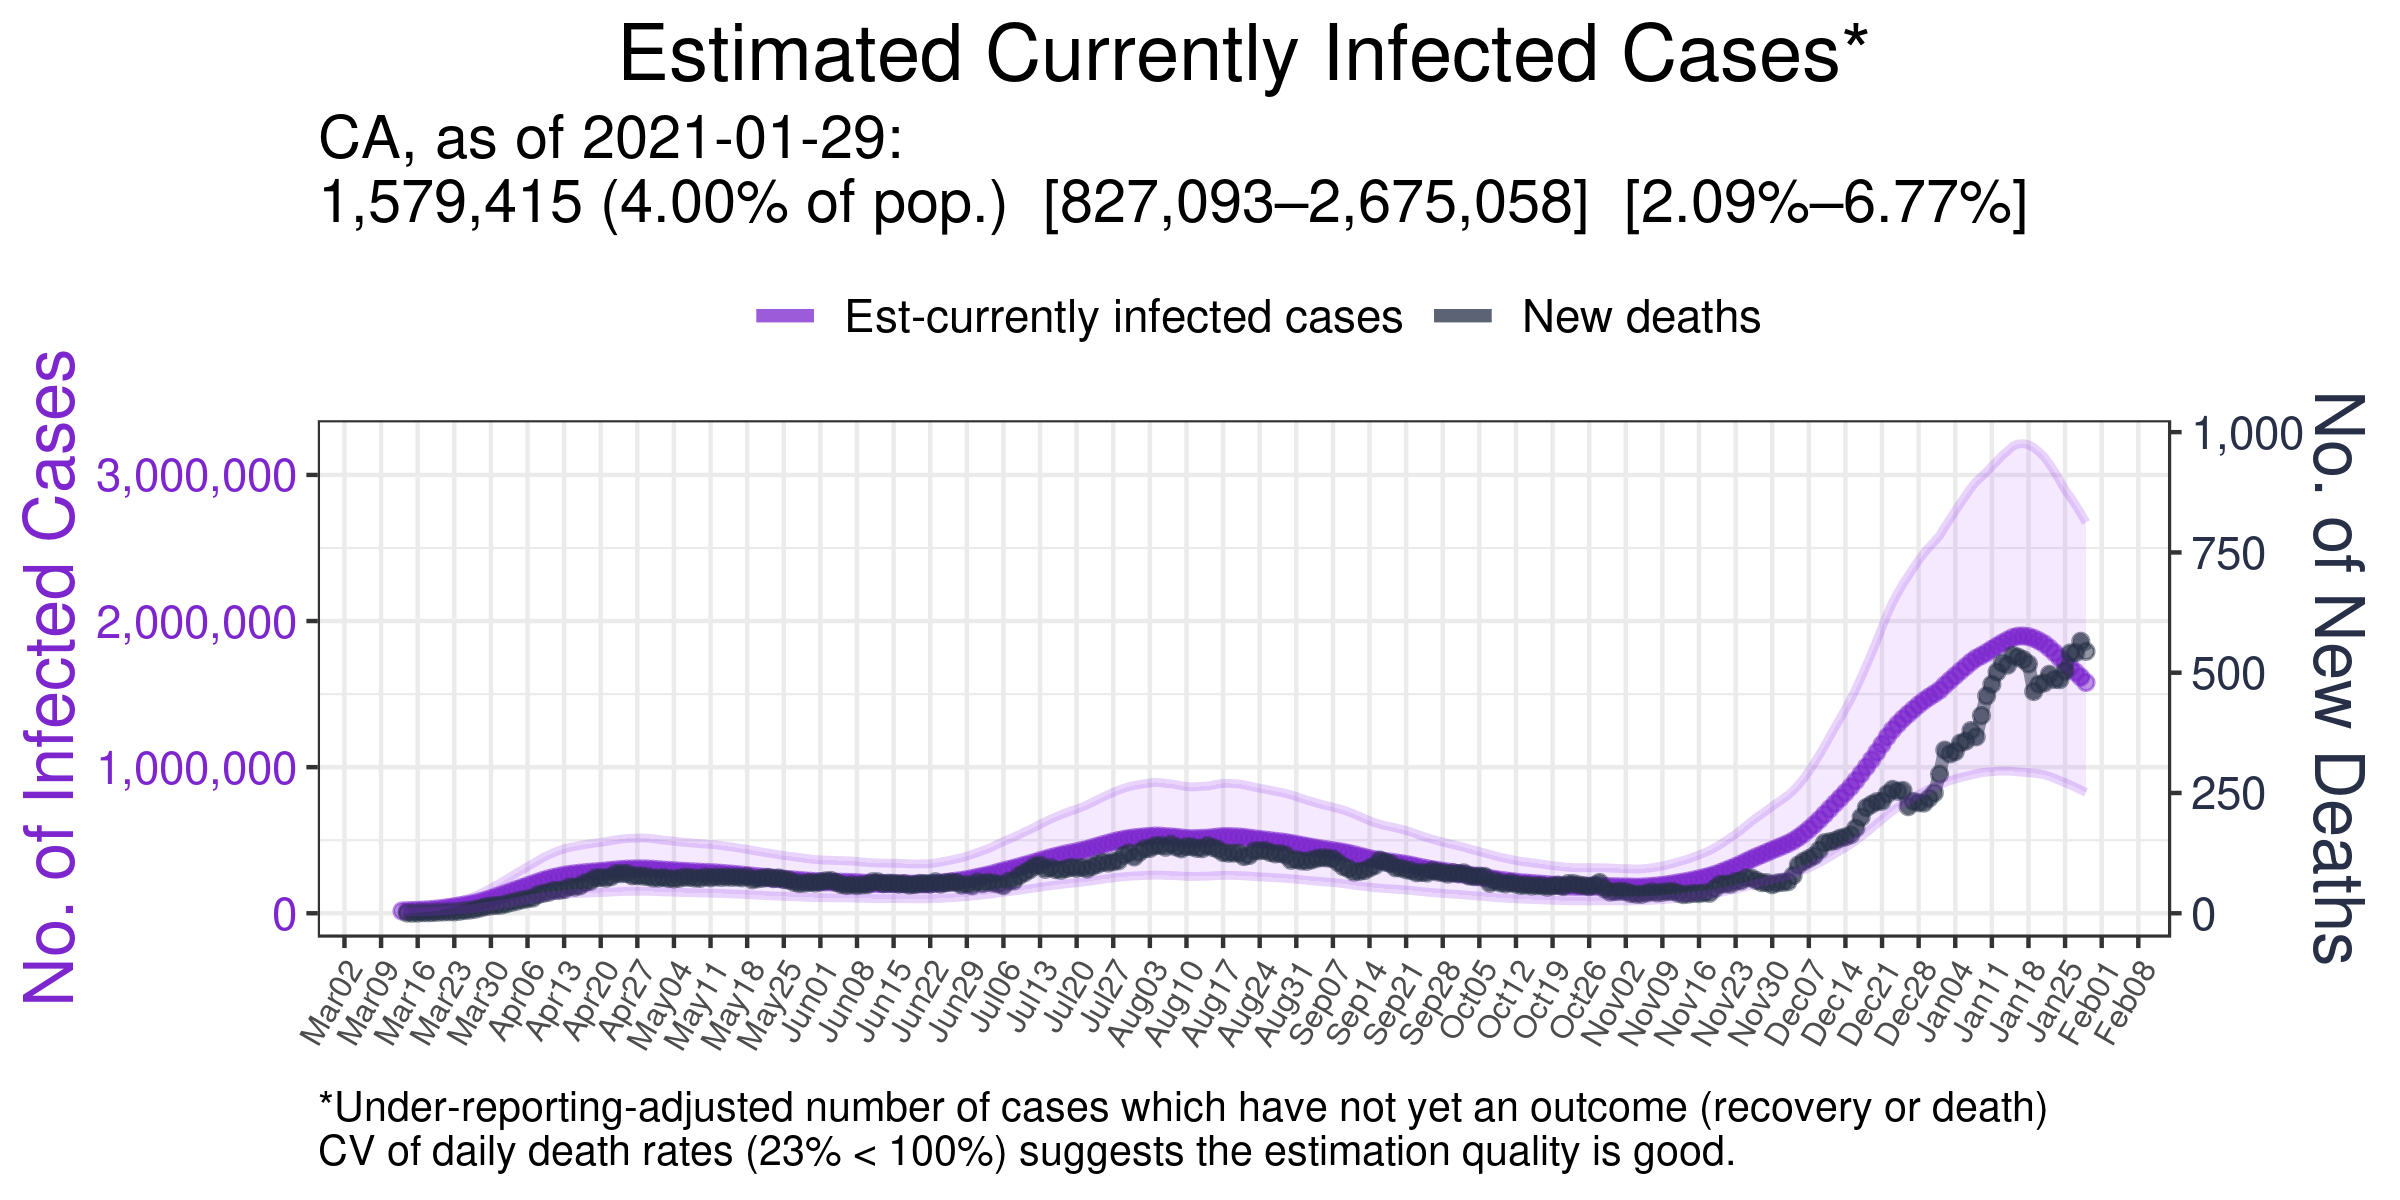 Estimated Currently Infected Cases*
CA, as of 2021-01-29:
1,579,415 (4.00% of pop.)  [827,093–2,675,058]  [2.09%–6.77%]
Est-currently infected cases
New deaths
No. of Infected Cases
3,000,000
2,000,000
1,000,000
0
1,000
750
500
250
0
No. of New Deaths
Mar02
Mar09
Mar16
Mar23
Mar30
Apr06
Apr13
Apr20
Apr27
May04
May11
May18
May25
Jun01
Jun08
Jun15
Jun22
Jun29
Jul06
Jul13
Jul20
Jul27
Aug03
Aug10
Aug17
Aug24
Aug31
Sep07
Sep14
Sep21
Sep28
Oct05
Oct12
Oct19
Oct26
Nov02
Nov09
Nov16
Nov23
Nov30
Dec07
Dec14
Dec21
Dec28
Jan04
Jan11
Jan18
Jan25
Feb01
Feb08
*Under-reporting-adjusted number of cases which have not yet an outcome (recovery or death)
CV of daily death rates (23% < 100%) suggests the estimation quality is good.